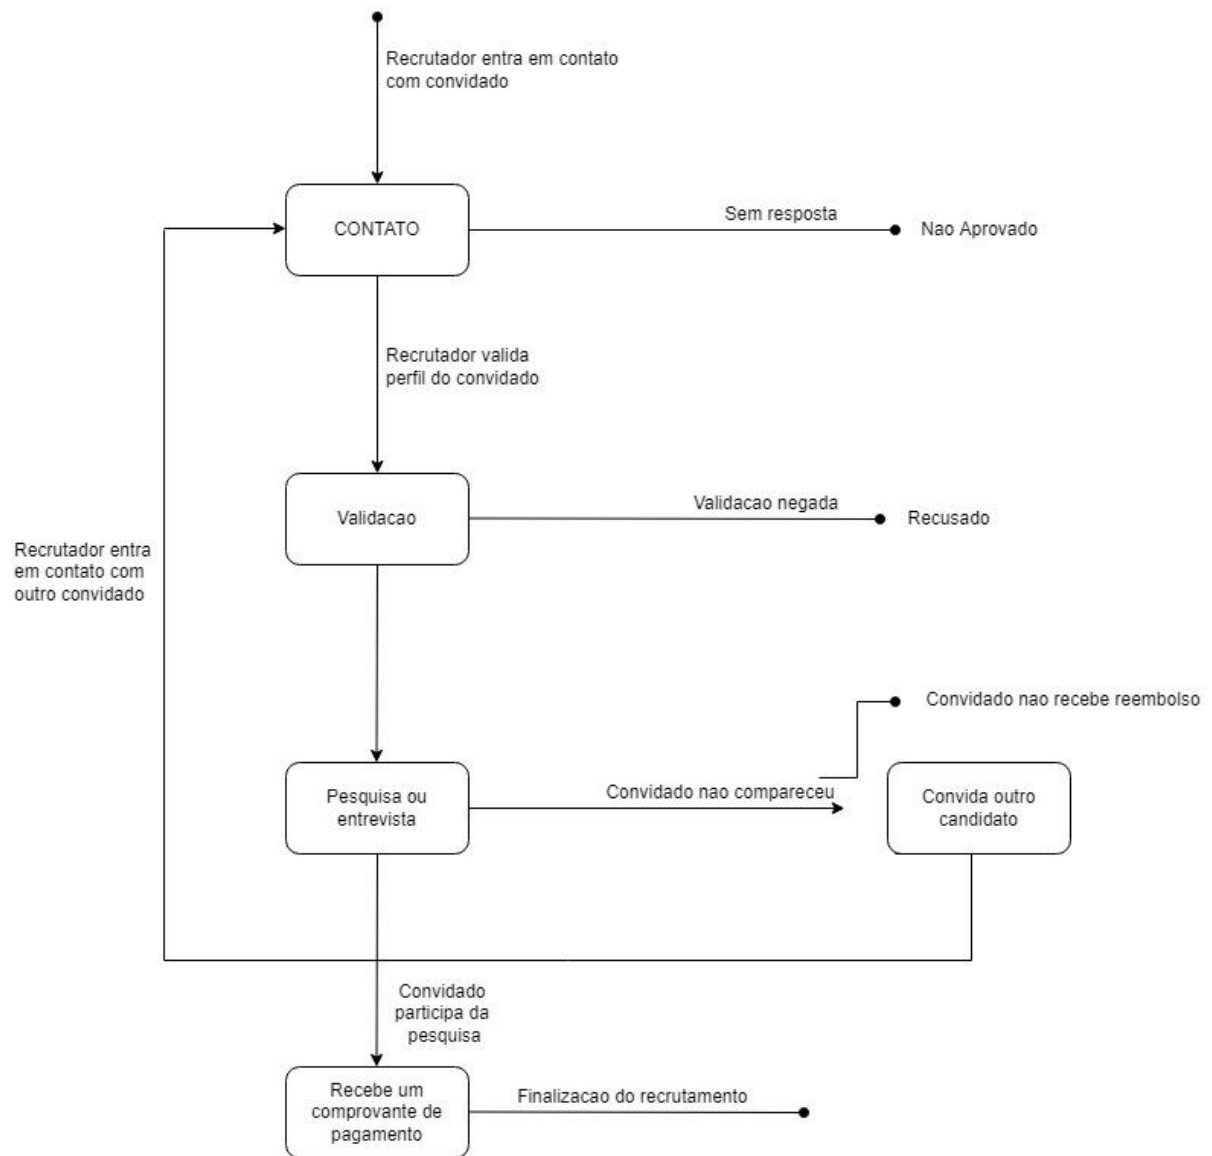 Recrutador entra em contato
com convidado
CONTATO
Sem resposta
Nao Aprovado
Recrutador valida
perfil do convidado
Validacao
Validacao negada
Recusado
Recrutador entra
em contato com
outro convidado
Convidado nao recebe reembolso
Pesquisa ou
entrevista
Convidado nao compareceu
Convida outro
candidato
Convidado
participa da
pesquisa
Recebe um
comprovante de
pagamento
Finalizacao do recrutamento